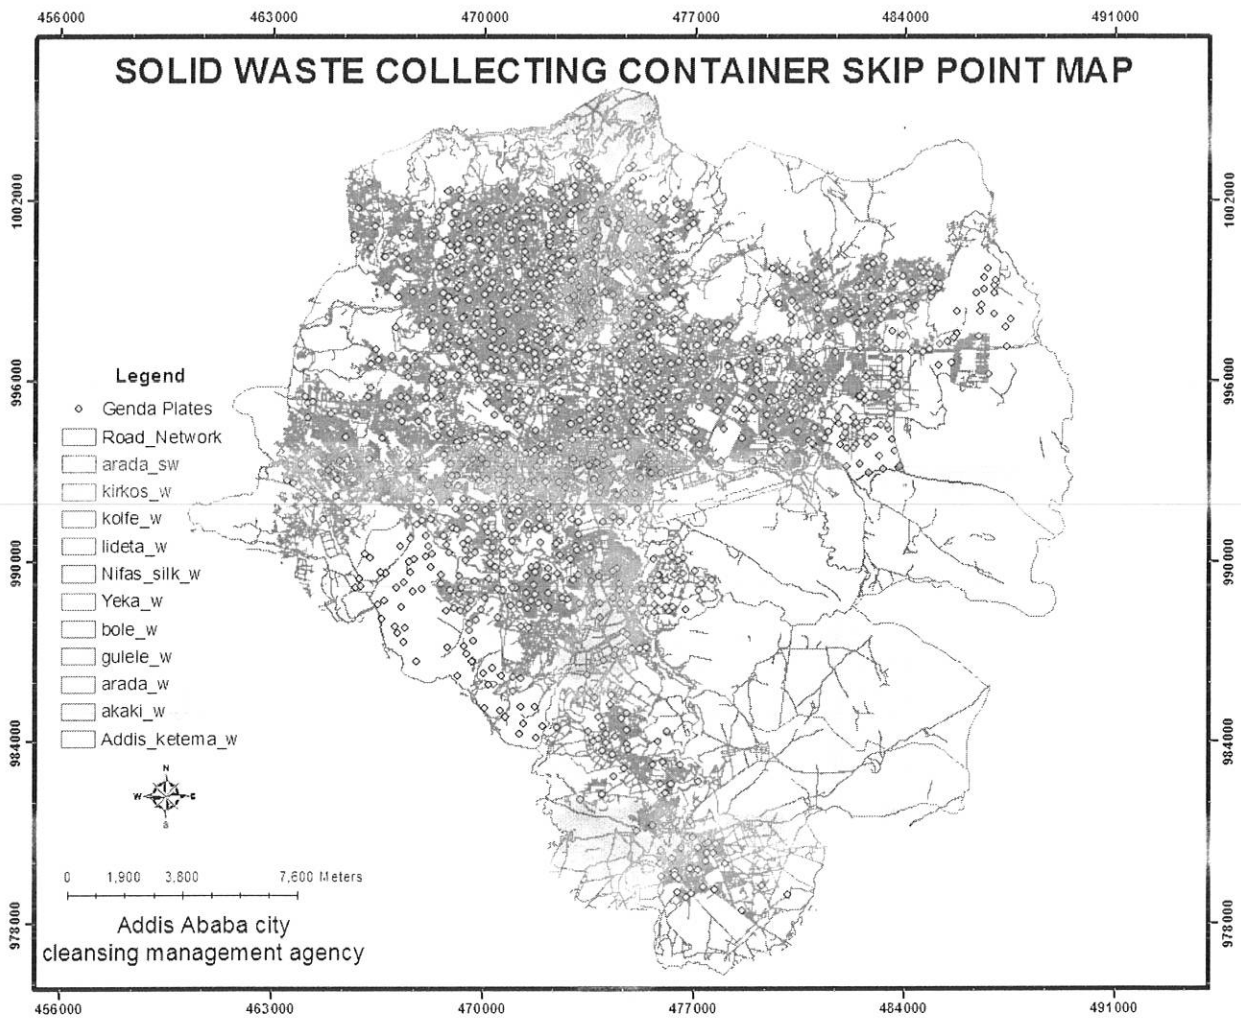 456000 463000 470000 477000 484000 491000
SOLID WASTE COLLECTING CONTAINER SKIP POINT MAP
1002000 1002000
996000 996000
990000 990000
984000 984000
978000 978000
Legend
Genda Plates
Road_Network
arada_sw
kirkos_w
kolfe_w
lideta_w
Nifas_silk_w
Yeka_w
bole_w
gulele_w
arada_w
akaki_w
Addis_ketema_w
N
W E
S
0 1,900 3,800 7,600 Meters
Addis Ababa city
cleansing management agency
456000 463000 470000 477000 484000 491000